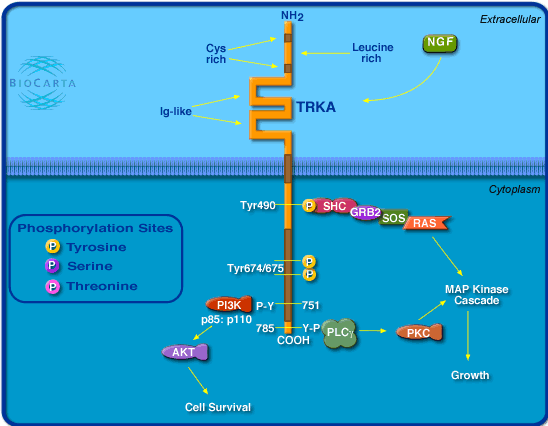 NH2
Extracellular
Cys
rich
Leucine
rich
NGF
BIOCARTA
Ig-like
TRKA
Cytoplasm
Tyr490
P
SHC
GRB2
SOS
RAS
Phosphorylation Sites
P Tyrosine
P Serine
P Threonine
Tyr674/675
P
P
MAP Kinase
Cascade
PI3K
P-Y
751
p85: p110
785
Y-P
PLCγ
PKC
COOH
AKT
Growth
Cell Survival